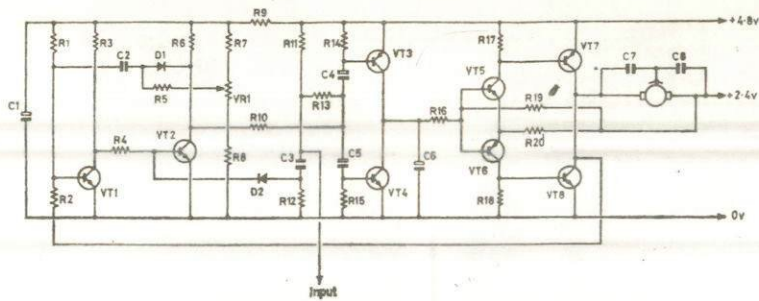 R9 +4·8v
R1 R3 R6 R7 R11 R14 R17 VT7
C2 D1 VT3 C7 C8
C4 VT5
R5 VR1 R13 R19 +2·4v
C1 R10 R16
R4 VT2 R20
R8 C3 C5 C6 VT6
R2 VT1 D2 VT4 VT8
R12 R15 R18
0v
Input